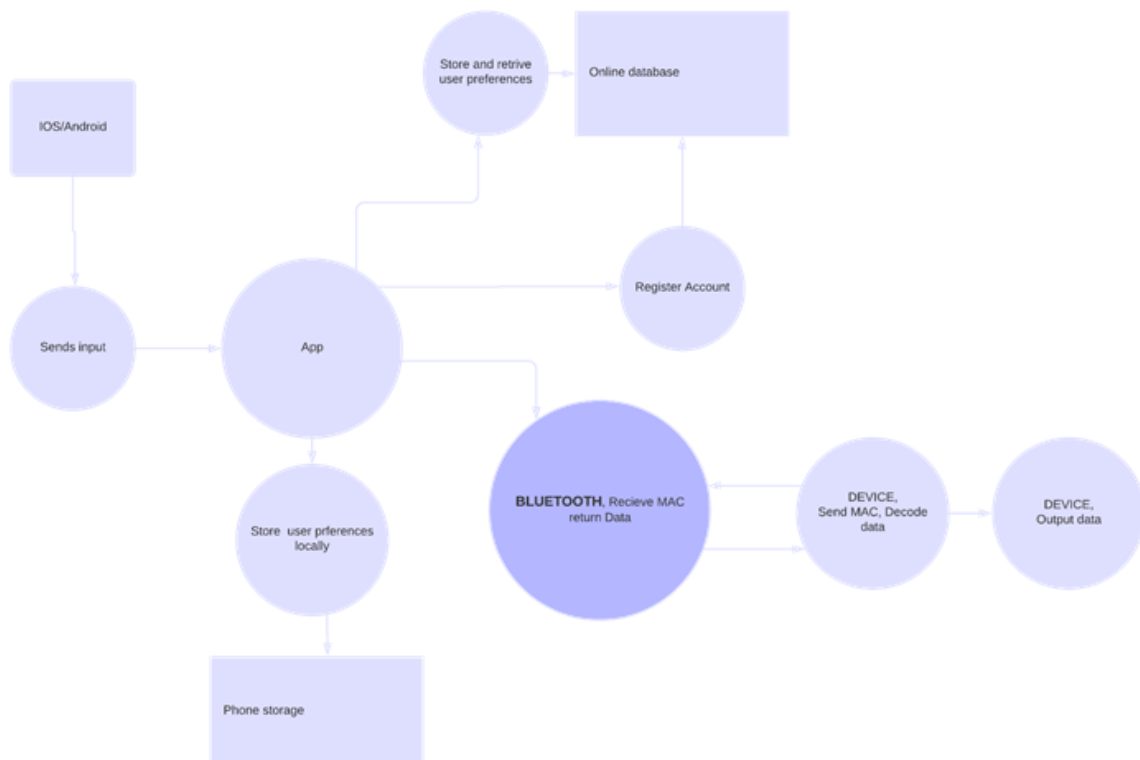 Store and retrive
user preferences
Online database
IOS/Android
Register Account
Sends input
App
BLUETOOTH, Recieve MAC
return Data
DEVICE,
Send MAC, Decode
data
DEVICE,
Output data
Store user prferences
locally
Phone storage